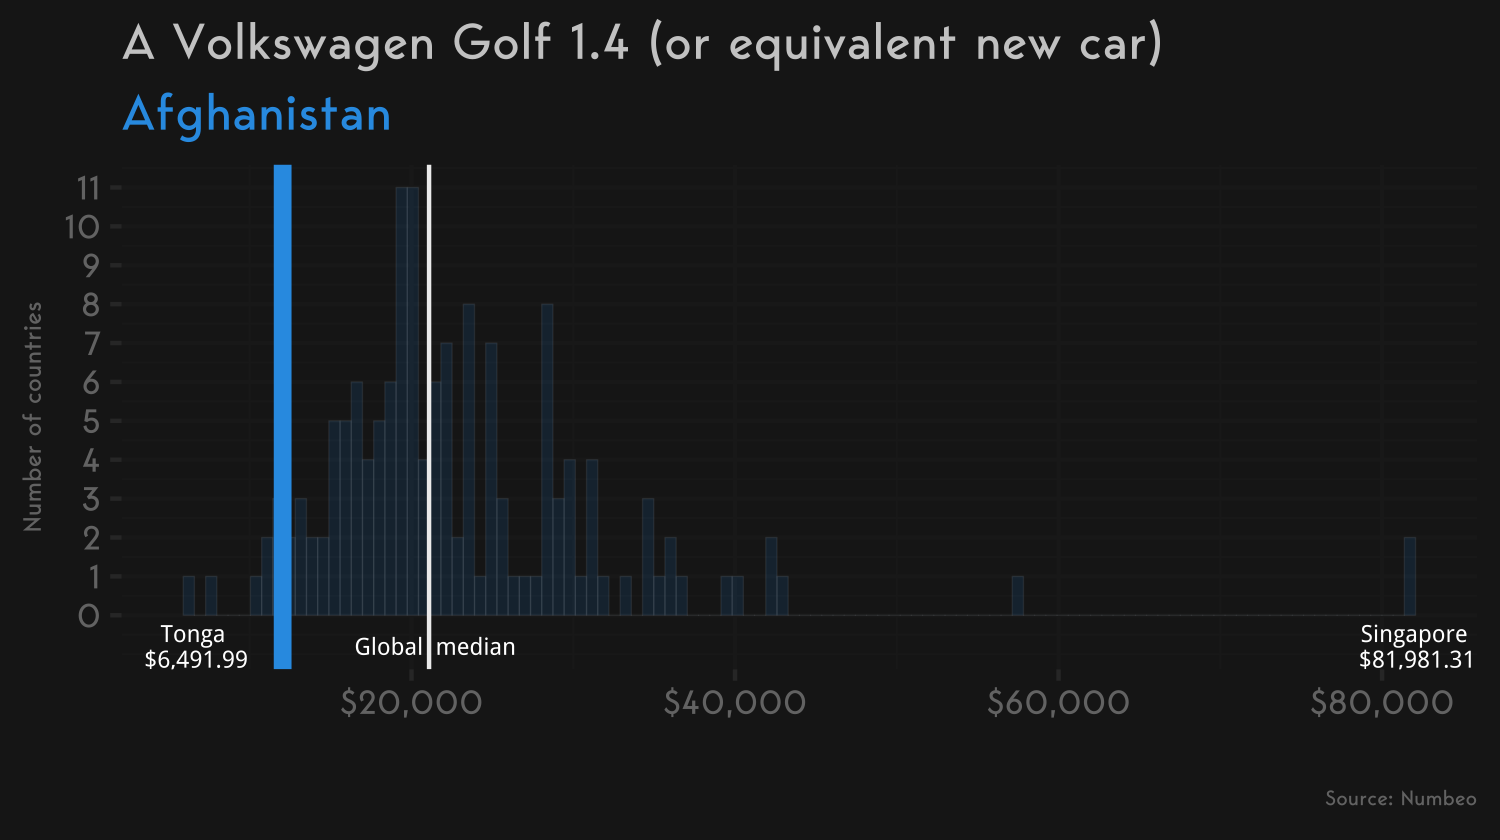 A Volkswagen Golf 1.4 (or equivalent new car)
Afghanistan
Number of countries
11
10
9
8
7
6
5
4
3
2
1
0
Tonga
$6,491.99
Global median
Singapore
$81,981.31
$20,000 $40,000 $60,000 $80,000
Source: Numbeo